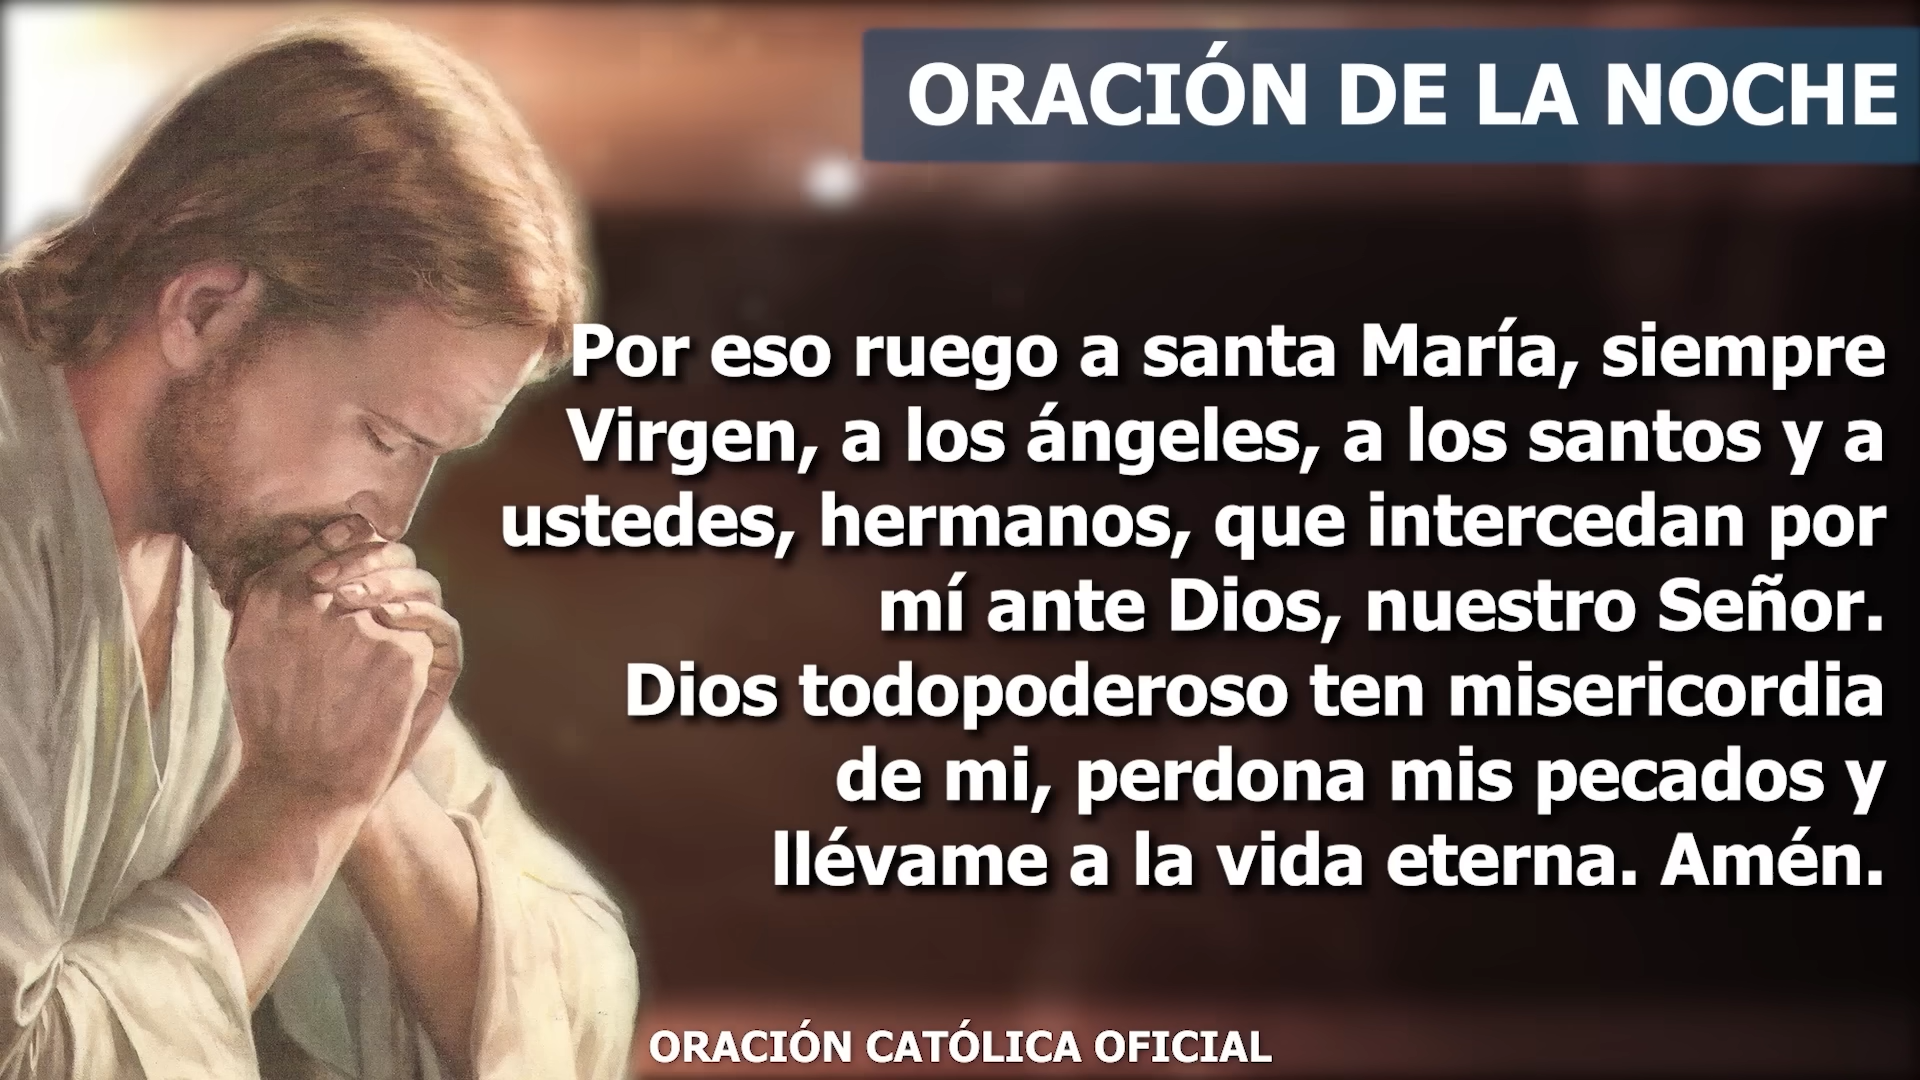 ORACIÓN DE LA NOCHE
Por eso ruego a santa María, siempre
Virgen, a los ángeles, a los santos y a
ustedes, hermanos, que intercedan por
mí ante Dios, nuestro Señor.
Dios todopoderoso ten misericordia
de mi, perdona mis pecados y
llévame a la vida eterna. Amén.
ORACIÓN CATÓLICA OFICIAL